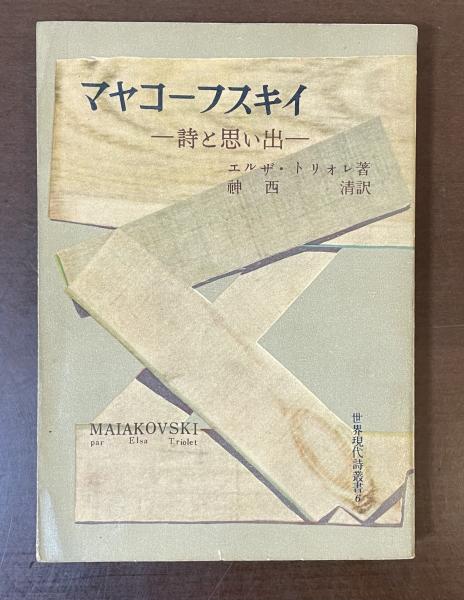 マヤコーフスキイ
―詩と思い出―
エルザ・トリオレ著
神西 清訳
MAIAKOVSKI
par Elsa Triolet
世界現代詩叢書6